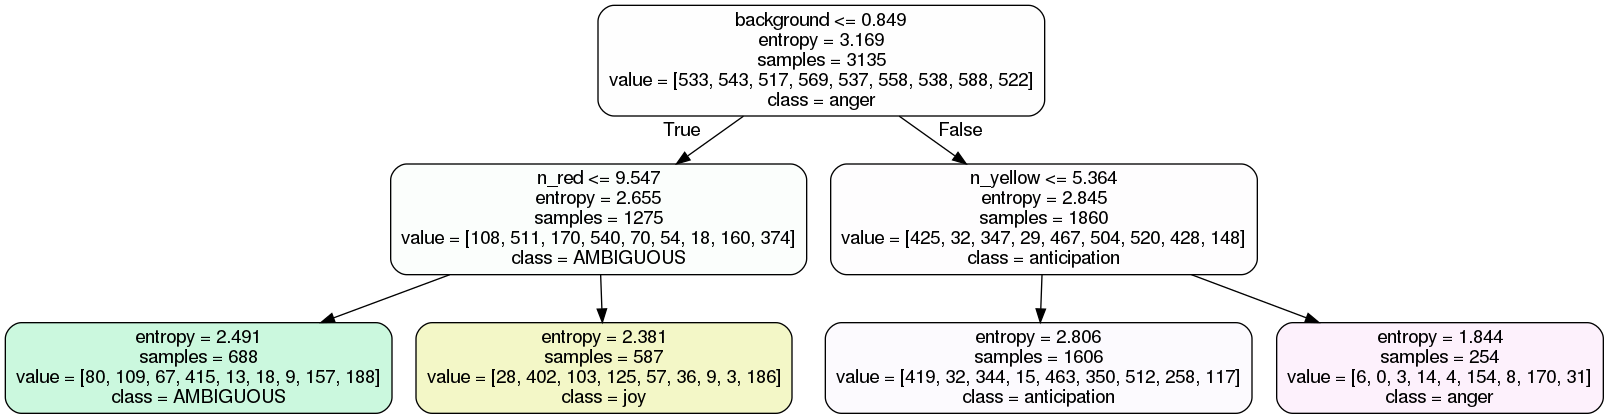 background <= 0.849
entropy = 3.169
samples = 3135
value = [533, 543, 517, 569, 537, 558, 538, 588, 522]
class = anger
True
False
n_red <= 9.547
entropy = 2.655
samples = 1275
value = [108, 511, 170, 540, 70, 54, 18, 160, 374]
class = AMBIGUOUS
n_yellow <= 5.364
entropy = 2.845
samples = 1860
value = [425, 32, 347, 29, 467, 504, 520, 428, 148]
class = anticipation
entropy = 2.491
samples = 688
value = [80, 109, 67, 415, 13, 18, 9, 157, 188]
class = AMBIGUOUS
entropy = 2.381
samples = 587
value = [28, 402, 103, 125, 57, 36, 9, 3, 186]
class = joy
entropy = 2.806
samples = 1606
value = [419, 32, 344, 15, 463, 350, 512, 258, 117]
class = anticipation
entropy = 1.844
samples = 254
value = [6, 0, 3, 14, 4, 154, 8, 170, 31]
class = anger